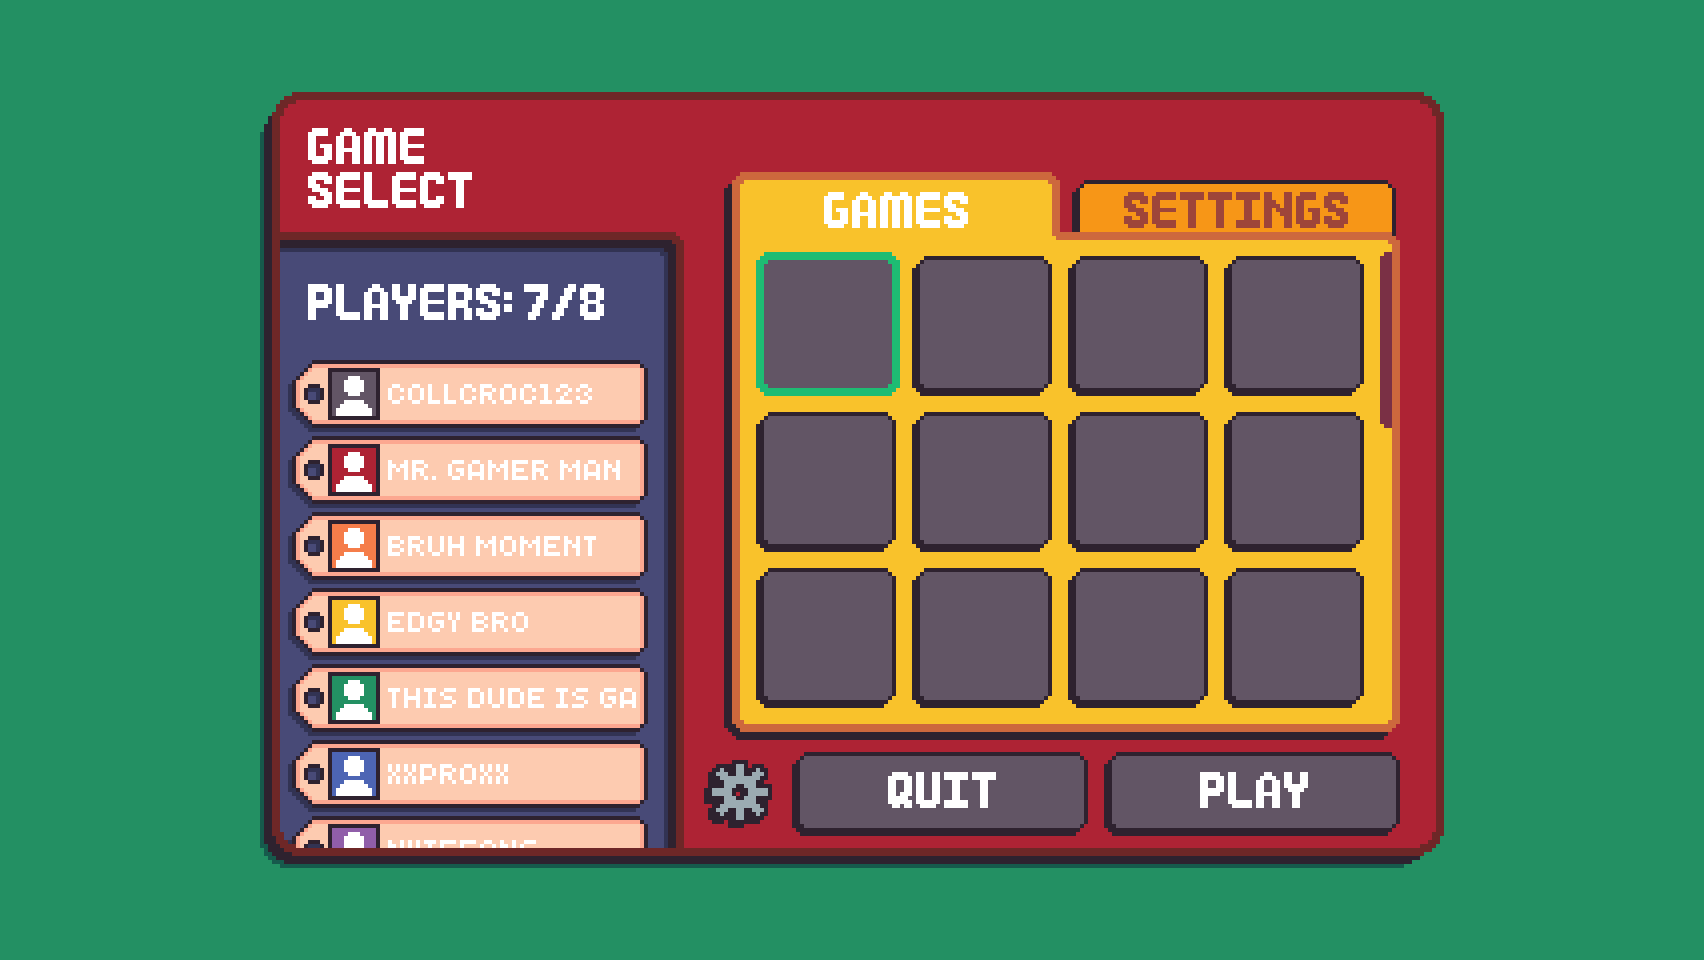 GAME
SELECT
PLAYERS: 7/8
COLLCROC123
MR. GAMER MAN
BRUH MOMENT
EDGY BRO
THIS DUDE IS GA
XXPROXX
GAMES
SETTINGS
QUIT
PLAY